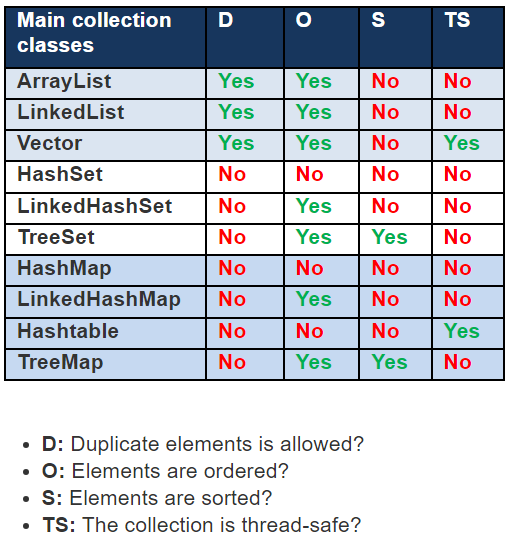 Main collection classes D O S TS
ArrayList Yes Yes No No
LinkedList Yes Yes No No
Vector Yes Yes No Yes
HashSet No No No No
LinkedHashSet No Yes No No
TreeSet No Yes Yes No
HashMap No No No No
LinkedHashMap No Yes No No
Hashtable No No No Yes
TreeMap No Yes Yes No
• D: Duplicate elements is allowed?
• O: Elements are ordered?
• S: Elements are sorted?
• TS: The collection is thread-safe?